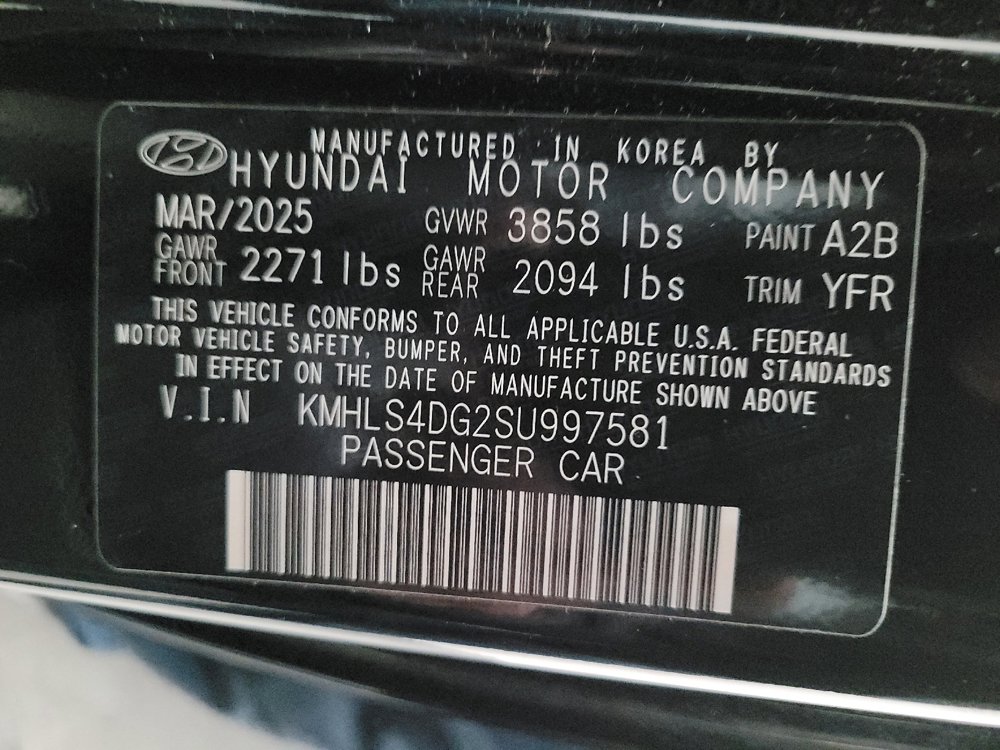 MANUFACTURED IN KOREA BY
HYUNDAI MOTOR COMPANY
MAR/2025 GVWR 3858 lbs PAINT A2B
GAWR FRONT 2271 lbs GAWR REAR 2094 lbs TRIM YFR
THIS VEHICLE CONFORMS TO ALL APPLICABLE U.S.A. FEDERAL
MOTOR VEHICLE SAFETY, BUMPER, AND THEFT PREVENTION STANDARDS
IN EFFECT ON THE DATE OF MANUFACTURE SHOWN ABOVE
V.I.N KMHLS4DG2SU997581
PASSENGER CAR